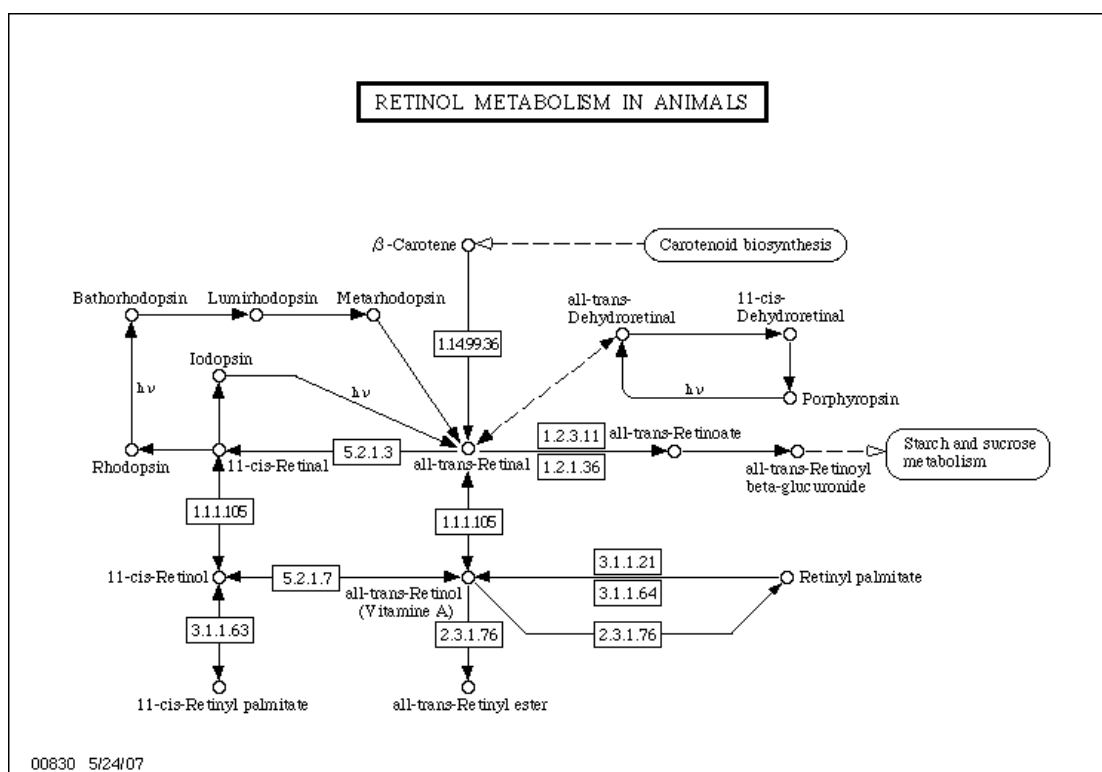 RETINOL METABOLISM IN ANIMALS
β-Carotene
Carotenoid biosynthesis
Bathorhodopsin
Lumirhodopsin
Metarhodopsin
all-trans-
Dehydroretinal
11-cis-
Dehydroretinal
1.14.99.36
Iodopsin
hν
hν
hν
Porphyropsin
Rhodopsin
11-cis-Retinal
5.2.1.3
all-trans-Retinal
1.2.3.11
1.2.1.36
all-trans-Retinoate
all-trans-Retinoyl
beta-glucuronide
Starch and sucrose
metabolism
1.1.1.105
1.1.1.105
11-cis-Retinol
5.2.1.7
all-trans-Retinol
(Vitamine A)
3.1.1.21
3.1.1.64
Retinyl palmitate
3.1.1.63
2.3.1.76
2.3.1.76
11-cis-Retinyl palmitate
all-trans-Retinyl ester
00830 5/24/07